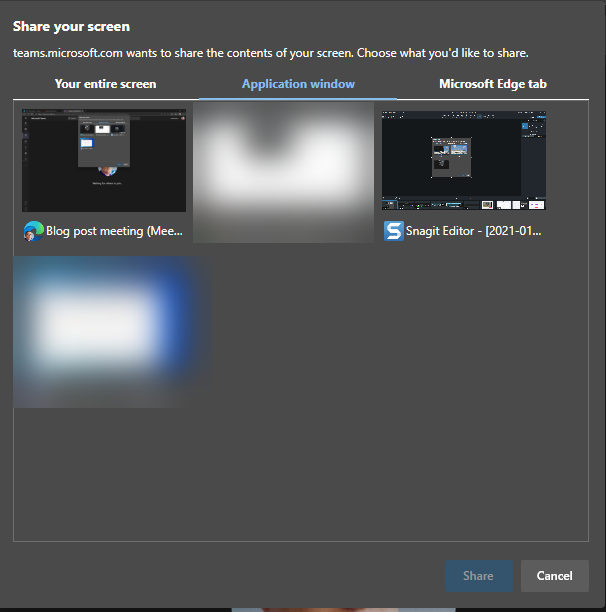 Share your screen
teams.microsoft.com wants to share the contents of your screen. Choose what you'd like to share.
Your entire screen
Application window
Microsoft Edge tab
Blog post meeting (Mee...
Snagit Editor - [2021-01...
Share
Cancel